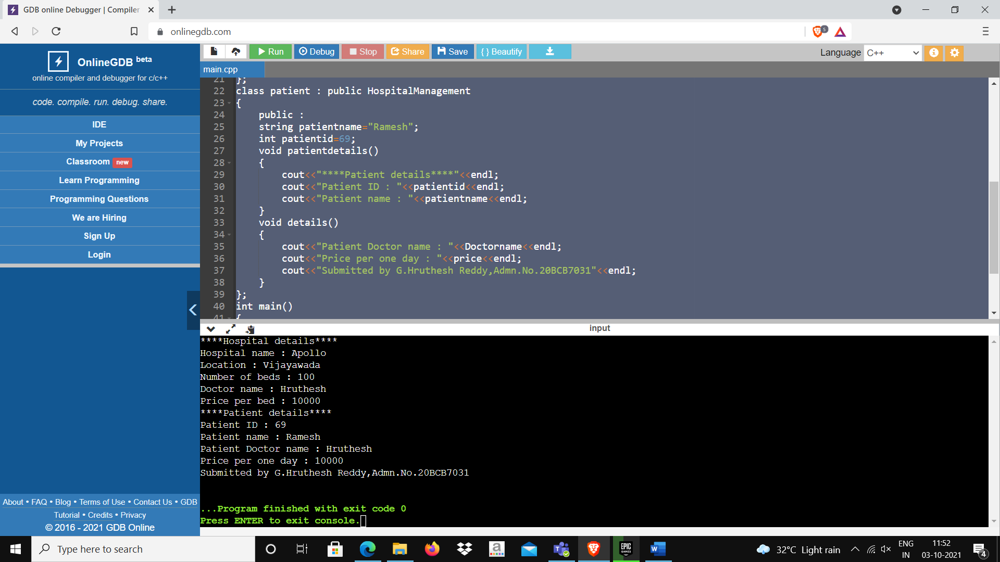 GDB online Debugger | Compiler
onlinegdb.com
5
OnlineGDB beta
online compiler and debugger for c/c++
code. compile. run. debug. share.
IDE
My Projects
Classroom new
Learn Programming
Programming Questions
We are Hiring
Sign Up
Login
About • FAQ • Blog • Terms of Use • Contact Us • GDB
Tutorial • Credits • Privacy
© 2016 - 2021 GDB Online
Run Debug Stop Share Save { } Beautify
Language C++
main.cpp
21 };
22 class patient : public HospitalManagement
23 {
24 public :
25 string patientname="Ramesh";
26 int patientid=69;
27 void patientdetails()
28 {
29 cout<<"****Patient details****"<<endl;
30 cout<<"Patient ID : "<<patientid<<endl;
31 cout<<"Patient name : "<<patientname<<endl;
32 }
33 void details()
34 {
35 cout<<"Patient Doctor name : "<<Doctorname<<endl;
36 cout<<"Price per one day : "<<price<<endl;
37 cout<<"Submitted by G.Hruthesh Reddy,Admn.No.20BCB7031"<<endl;
38 }
39 };
40 int main()
41 {
input
****Hospital details****
Hospital name : Apollo
Location : Vijayawada
Number of beds : 100
Doctor name : Hruthesh
Price per bed : 10000
****Patient details****
Patient ID : 69
Patient name : Ramesh
Patient Doctor name : Hruthesh
Price per one day : 10000
Submitted by G.Hruthesh Reddy,Admn.No.20BCB7031
...Program finished with exit code 0
Press ENTER to exit console.
Type here to search
a
EPIC
GAMES
W
32°C Light rain
ENG
IN
11:52
03-10-2021
4